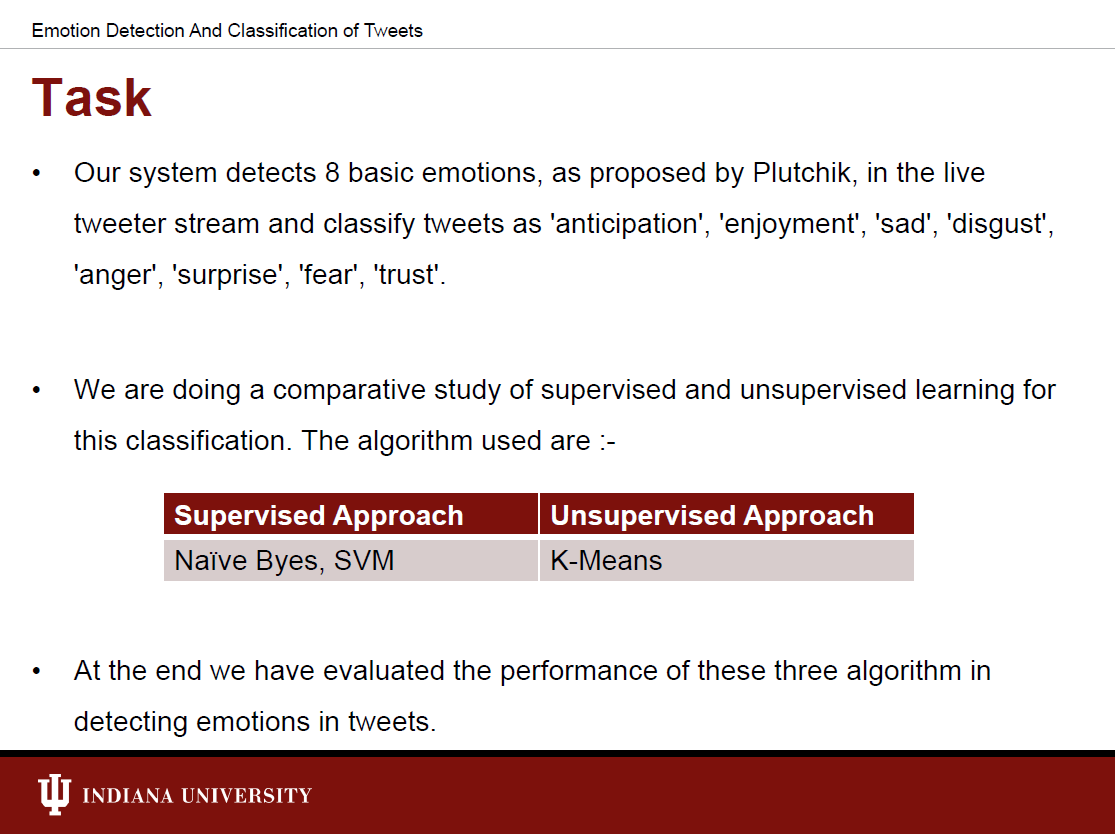 Emotion Detection And Classification of Tweets
Task
• Our system detects 8 basic emotions, as proposed by Plutchik, in the live
tweeter stream and classify tweets as 'anticipation', 'enjoyment', 'sad', 'disgust',
'anger', 'surprise', 'fear', 'trust'.
• We are doing a comparative study of supervised and unsupervised learning for
this classification. The algorithm used are :-
Supervised Approach Unsupervised Approach
Naïve Byes, SVM K-Means
• At the end we have evaluated the performance of these three algorithm in
detecting emotions in tweets.
INDIANA UNIVERSITY